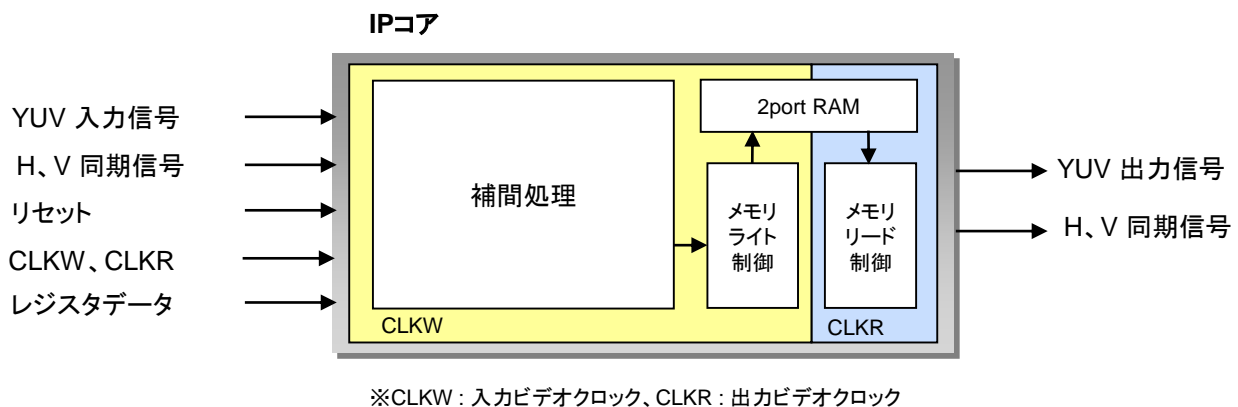 IPコア
YUV 入力信号
H、V 同期信号
リセット
CLKW、CLKR
レジスタデータ
補間処理
2port RAM
メモリ
ライト
制御
メモリ
リード
制御
CLKW
CLKR
YUV 出力信号
H、V 同期信号
※CLKW : 入力ビデオクロック、CLKR : 出力ビデオクロック